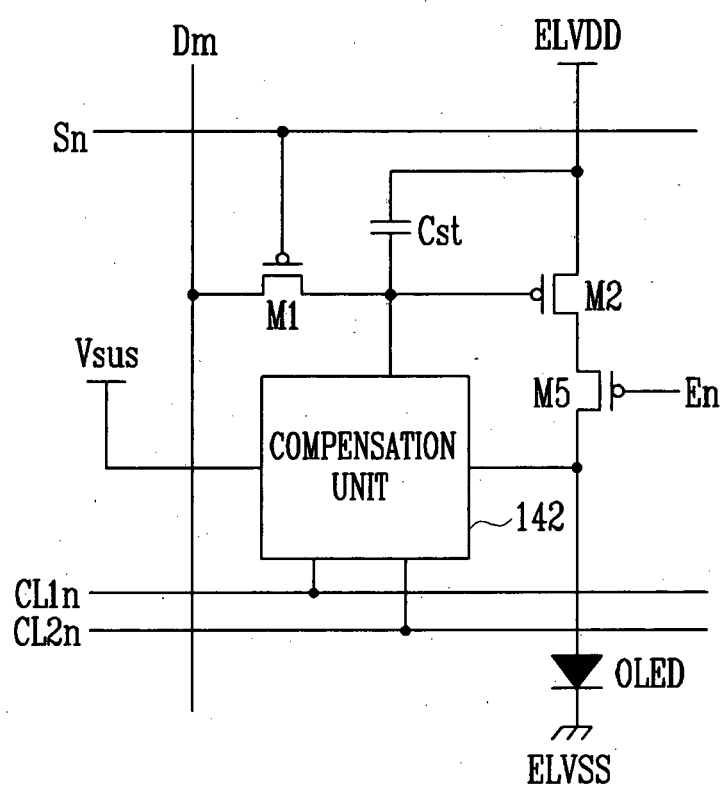 Dm
ELVDD
Sn
Cst
M1
M2
Vsus
M5
En
COMPENSATION
UNIT
142
CL1n
CL2n
OLED
ELVSS